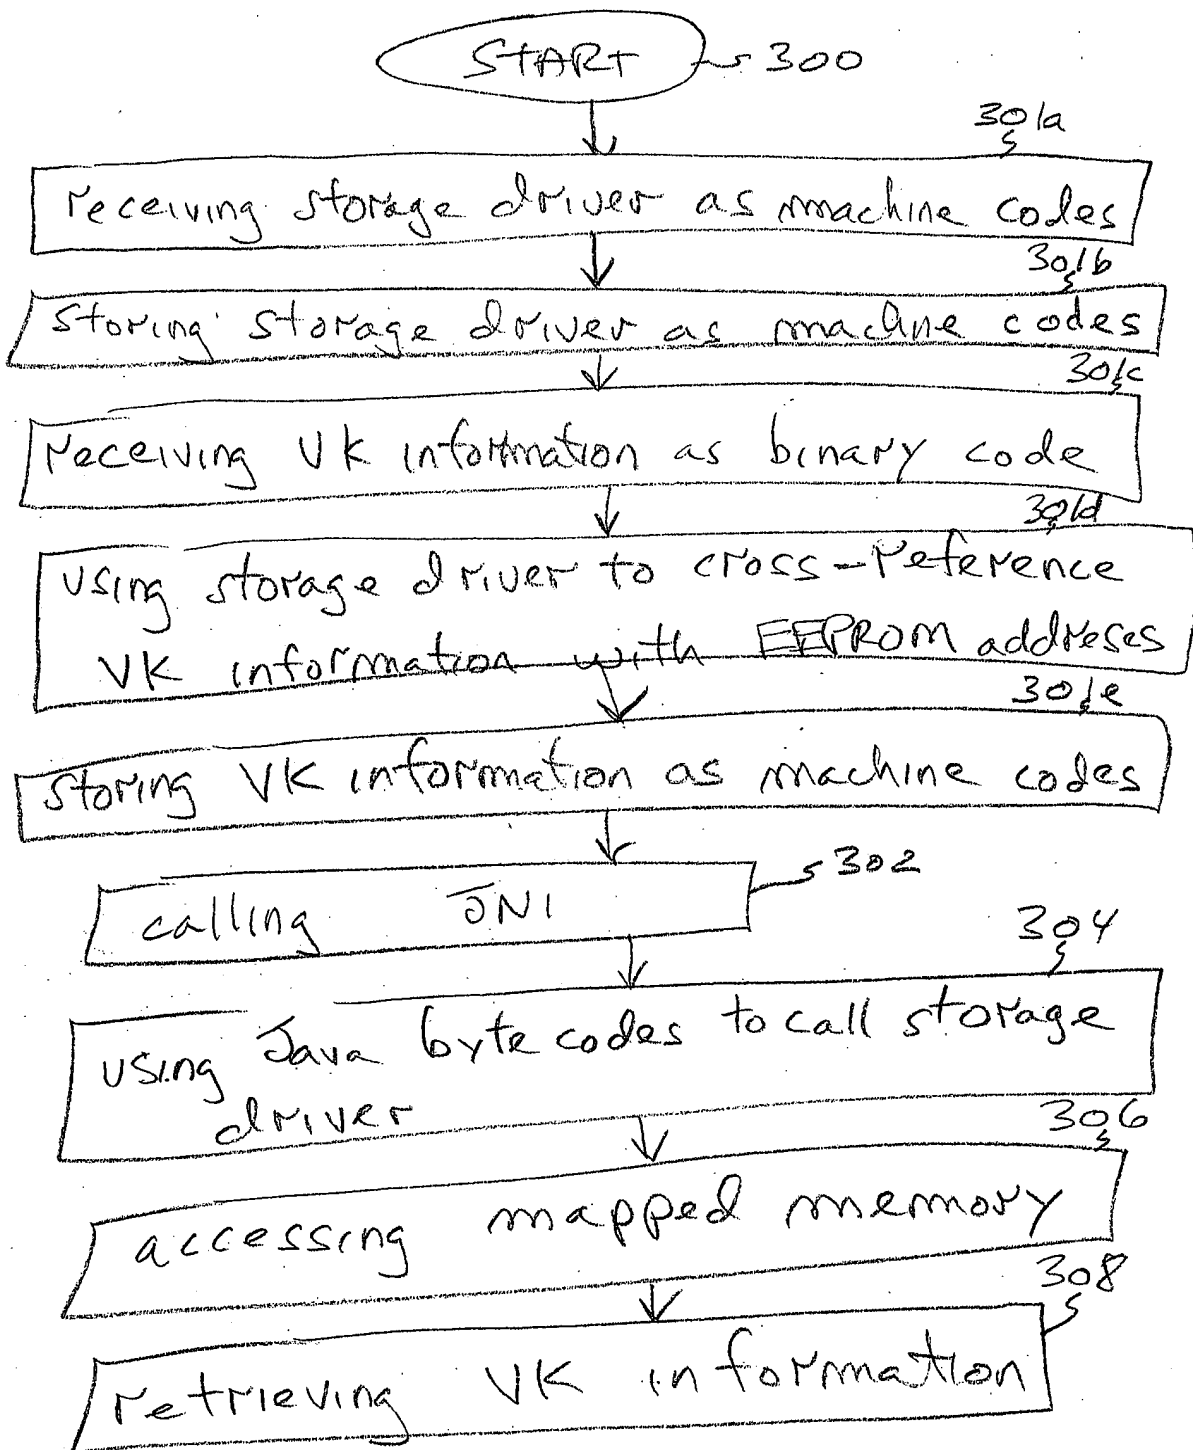 START 300
301a
receiving storage driver as machine codes
301b
storing storage driver as machine codes
301c
receiving VK information as binary code
301d
using storage driver to cross-reference
VK information with EEPROM addreses
301e
storing VK information as machine codes
302
calling JNI
304
using Java byte codes to call storage
driver
306
accessing mapped memory
308
retrieving VK information